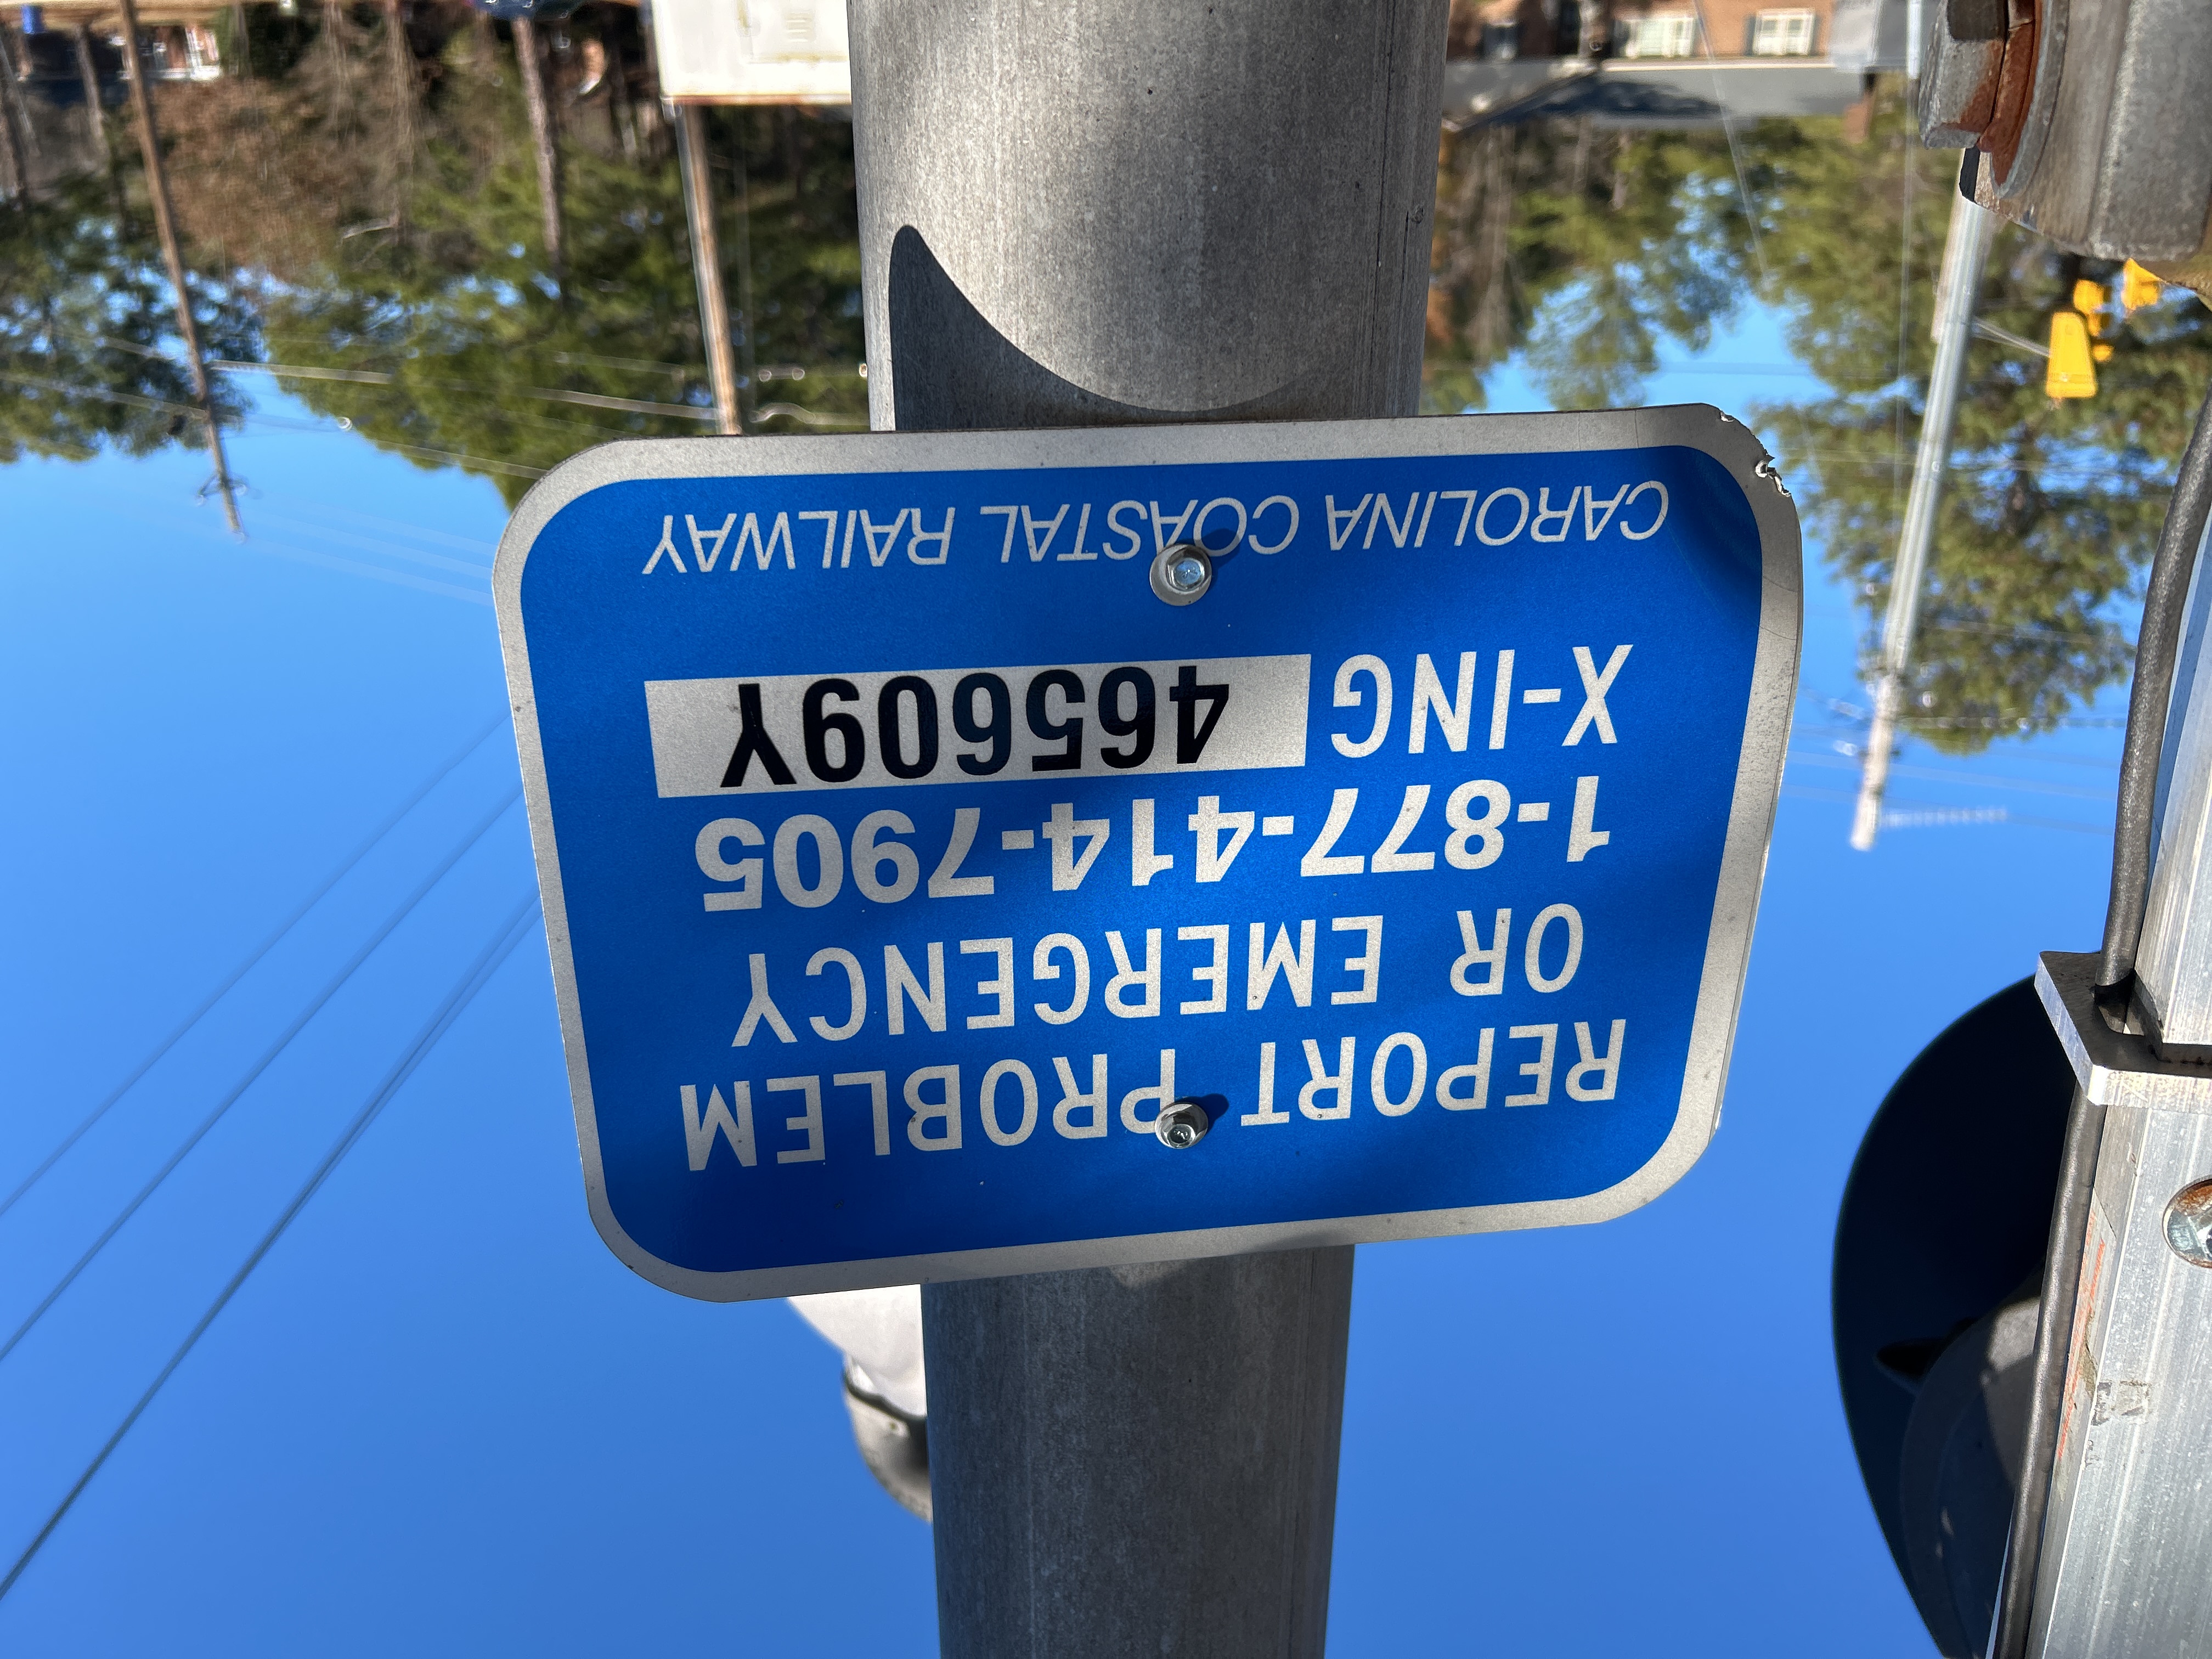 REPORT PROBLEM
OR EMERGENCY
1-877-414-7905
X-ING 465609Y
CAROLINA COASTAL RAILWAY